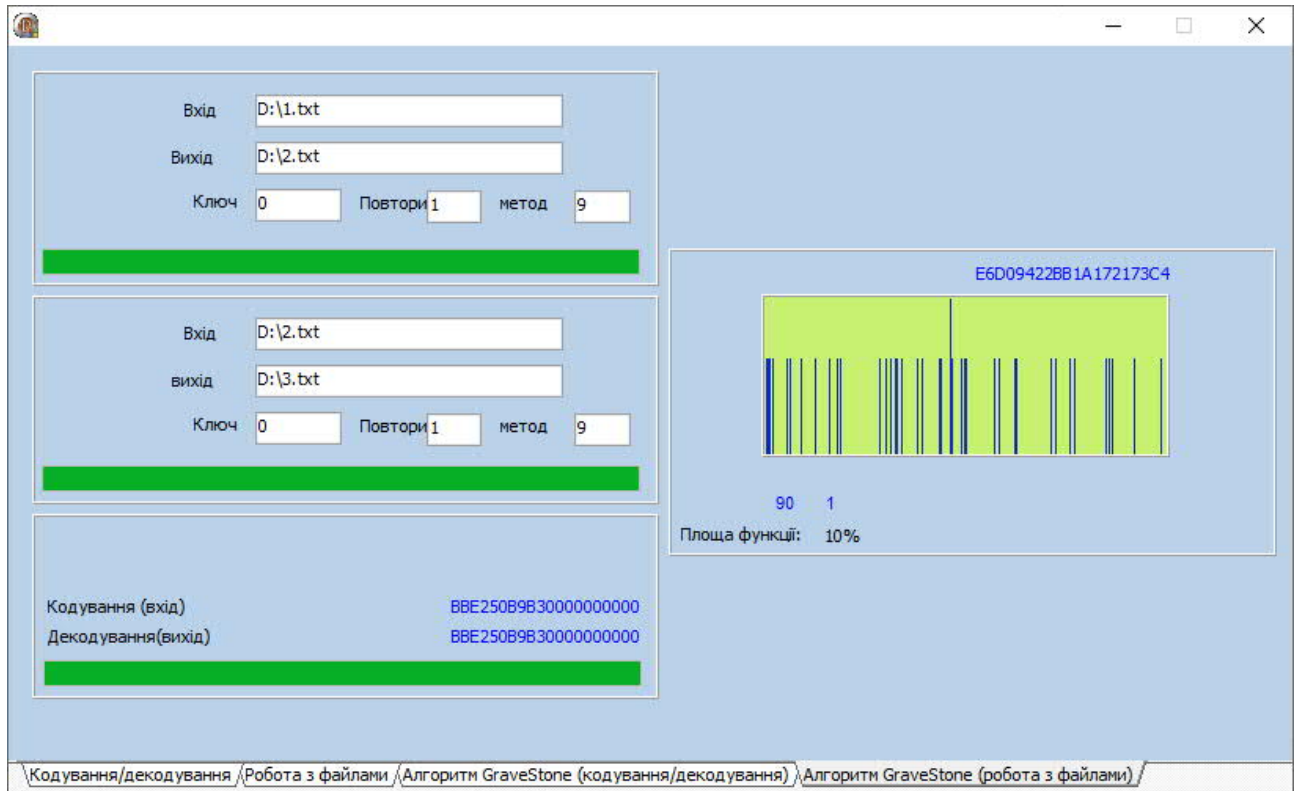 Вхід D:\1.txt
Вихід D:\2.txt
Ключ 0 Повтори 1 метод 9
Вхід D:\2.txt
вихід D:\3.txt
Ключ 0 Повтори 1 метод 9
Кодування (вхід) BBE250B9B30000000000
Декодування(вихід) BBE250B9B30000000000
E6D09422BB1A172173C4
90 1
Площа функції: 10%
Кодування/декодування Робота з файлами Алгоритм GraveStone (кодування/декодування) Алгоритм GraveStone (робота з файлами)